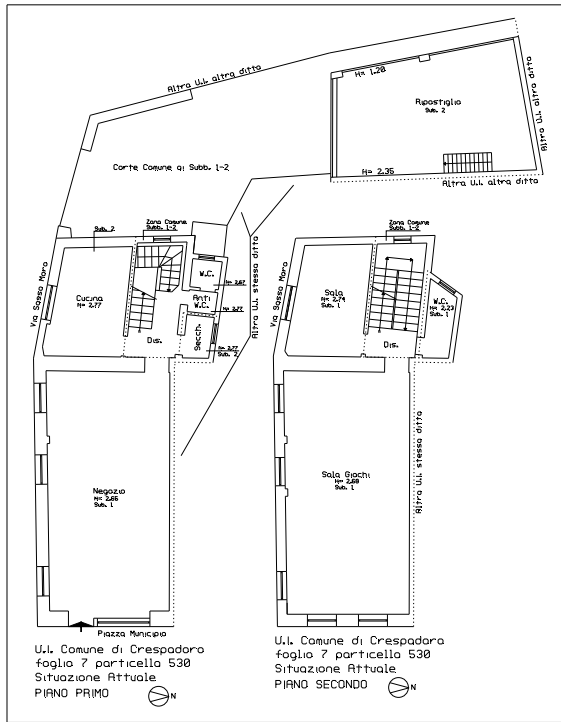 Altra U.I. altra ditta
H= 1.20
Ripostiglio
Sub. 2
Altra U.I. altra ditta
Corte Comune ai Subb. 1-2
H= 2.35
Altra U.I. altra ditta
Sub. 2
Zona Comune
Subb. 1-2
Via Sasso Moro
Cucina
H= 2.77
W.C.
H= 2.67
Anti
W.C.
H= 2.77
Secch.
H= 2.77
Sub. 2
Dis.
Altra U.I. stessa ditta
Zona Comune
Subb. 1-2
Via Sasso Moro
Sala
H= 2.74
Sub. 1
W.C.
H= 2.23
Sub. 1
Dis.
Negozio
H= 2.66
Sub. 1
Sala Giochi
H= 2.68
Sub. 1
Altra U.I. stessa ditta
Piazza Municipio
U.I. Comune di Crespadoro
foglio 7 particella 530
Situazione Attuale
PIANO PRIMO
N
U.I. Comune di Crespadoro
foglio 7 particella 530
Situazione Attuale
PIANO SECONDO
N